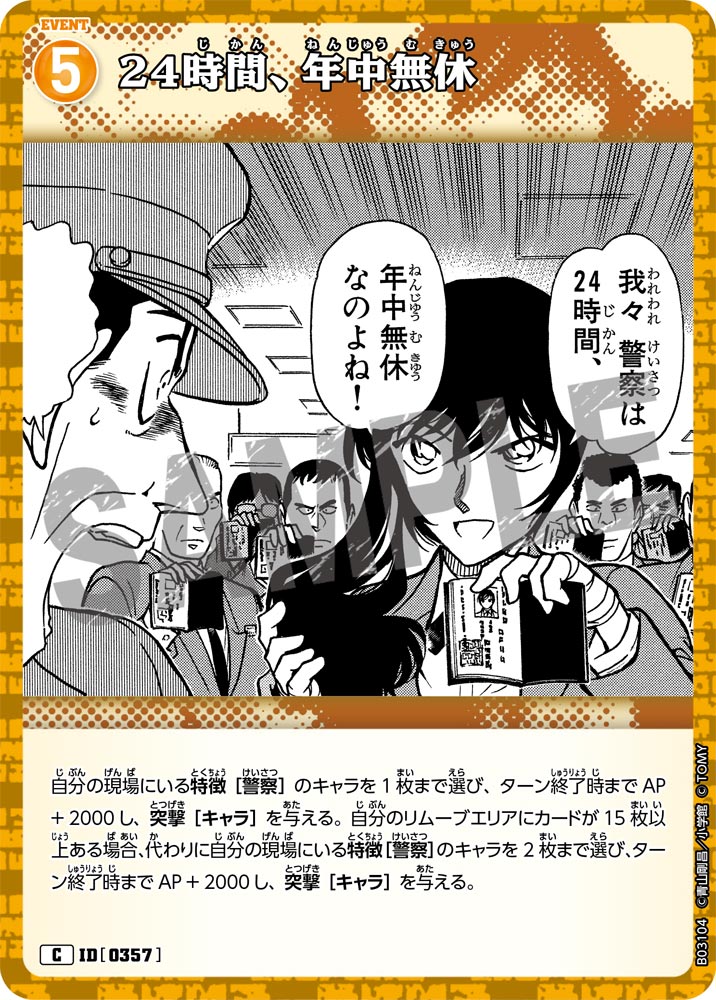 EVENT
5
24時間、年中無休
我々警察は
24時間、
年中無休
なのよね!
SAMPLE
自分の現場にいる特徴[警察]のキャラを1枚まで選び、ターン終了時までAP
+2000し、突撃[キャラ]を与える。自分のリムーブエリアにカードが15枚以
上ある場合、代わりに自分の現場にいる特徴[警察]のキャラを2枚まで選び、ター
ン終了時までAP+2000し、突撃[キャラ]を与える。
C ID[0357]
B03104 ©青山剛昌/小学館 © TOMY